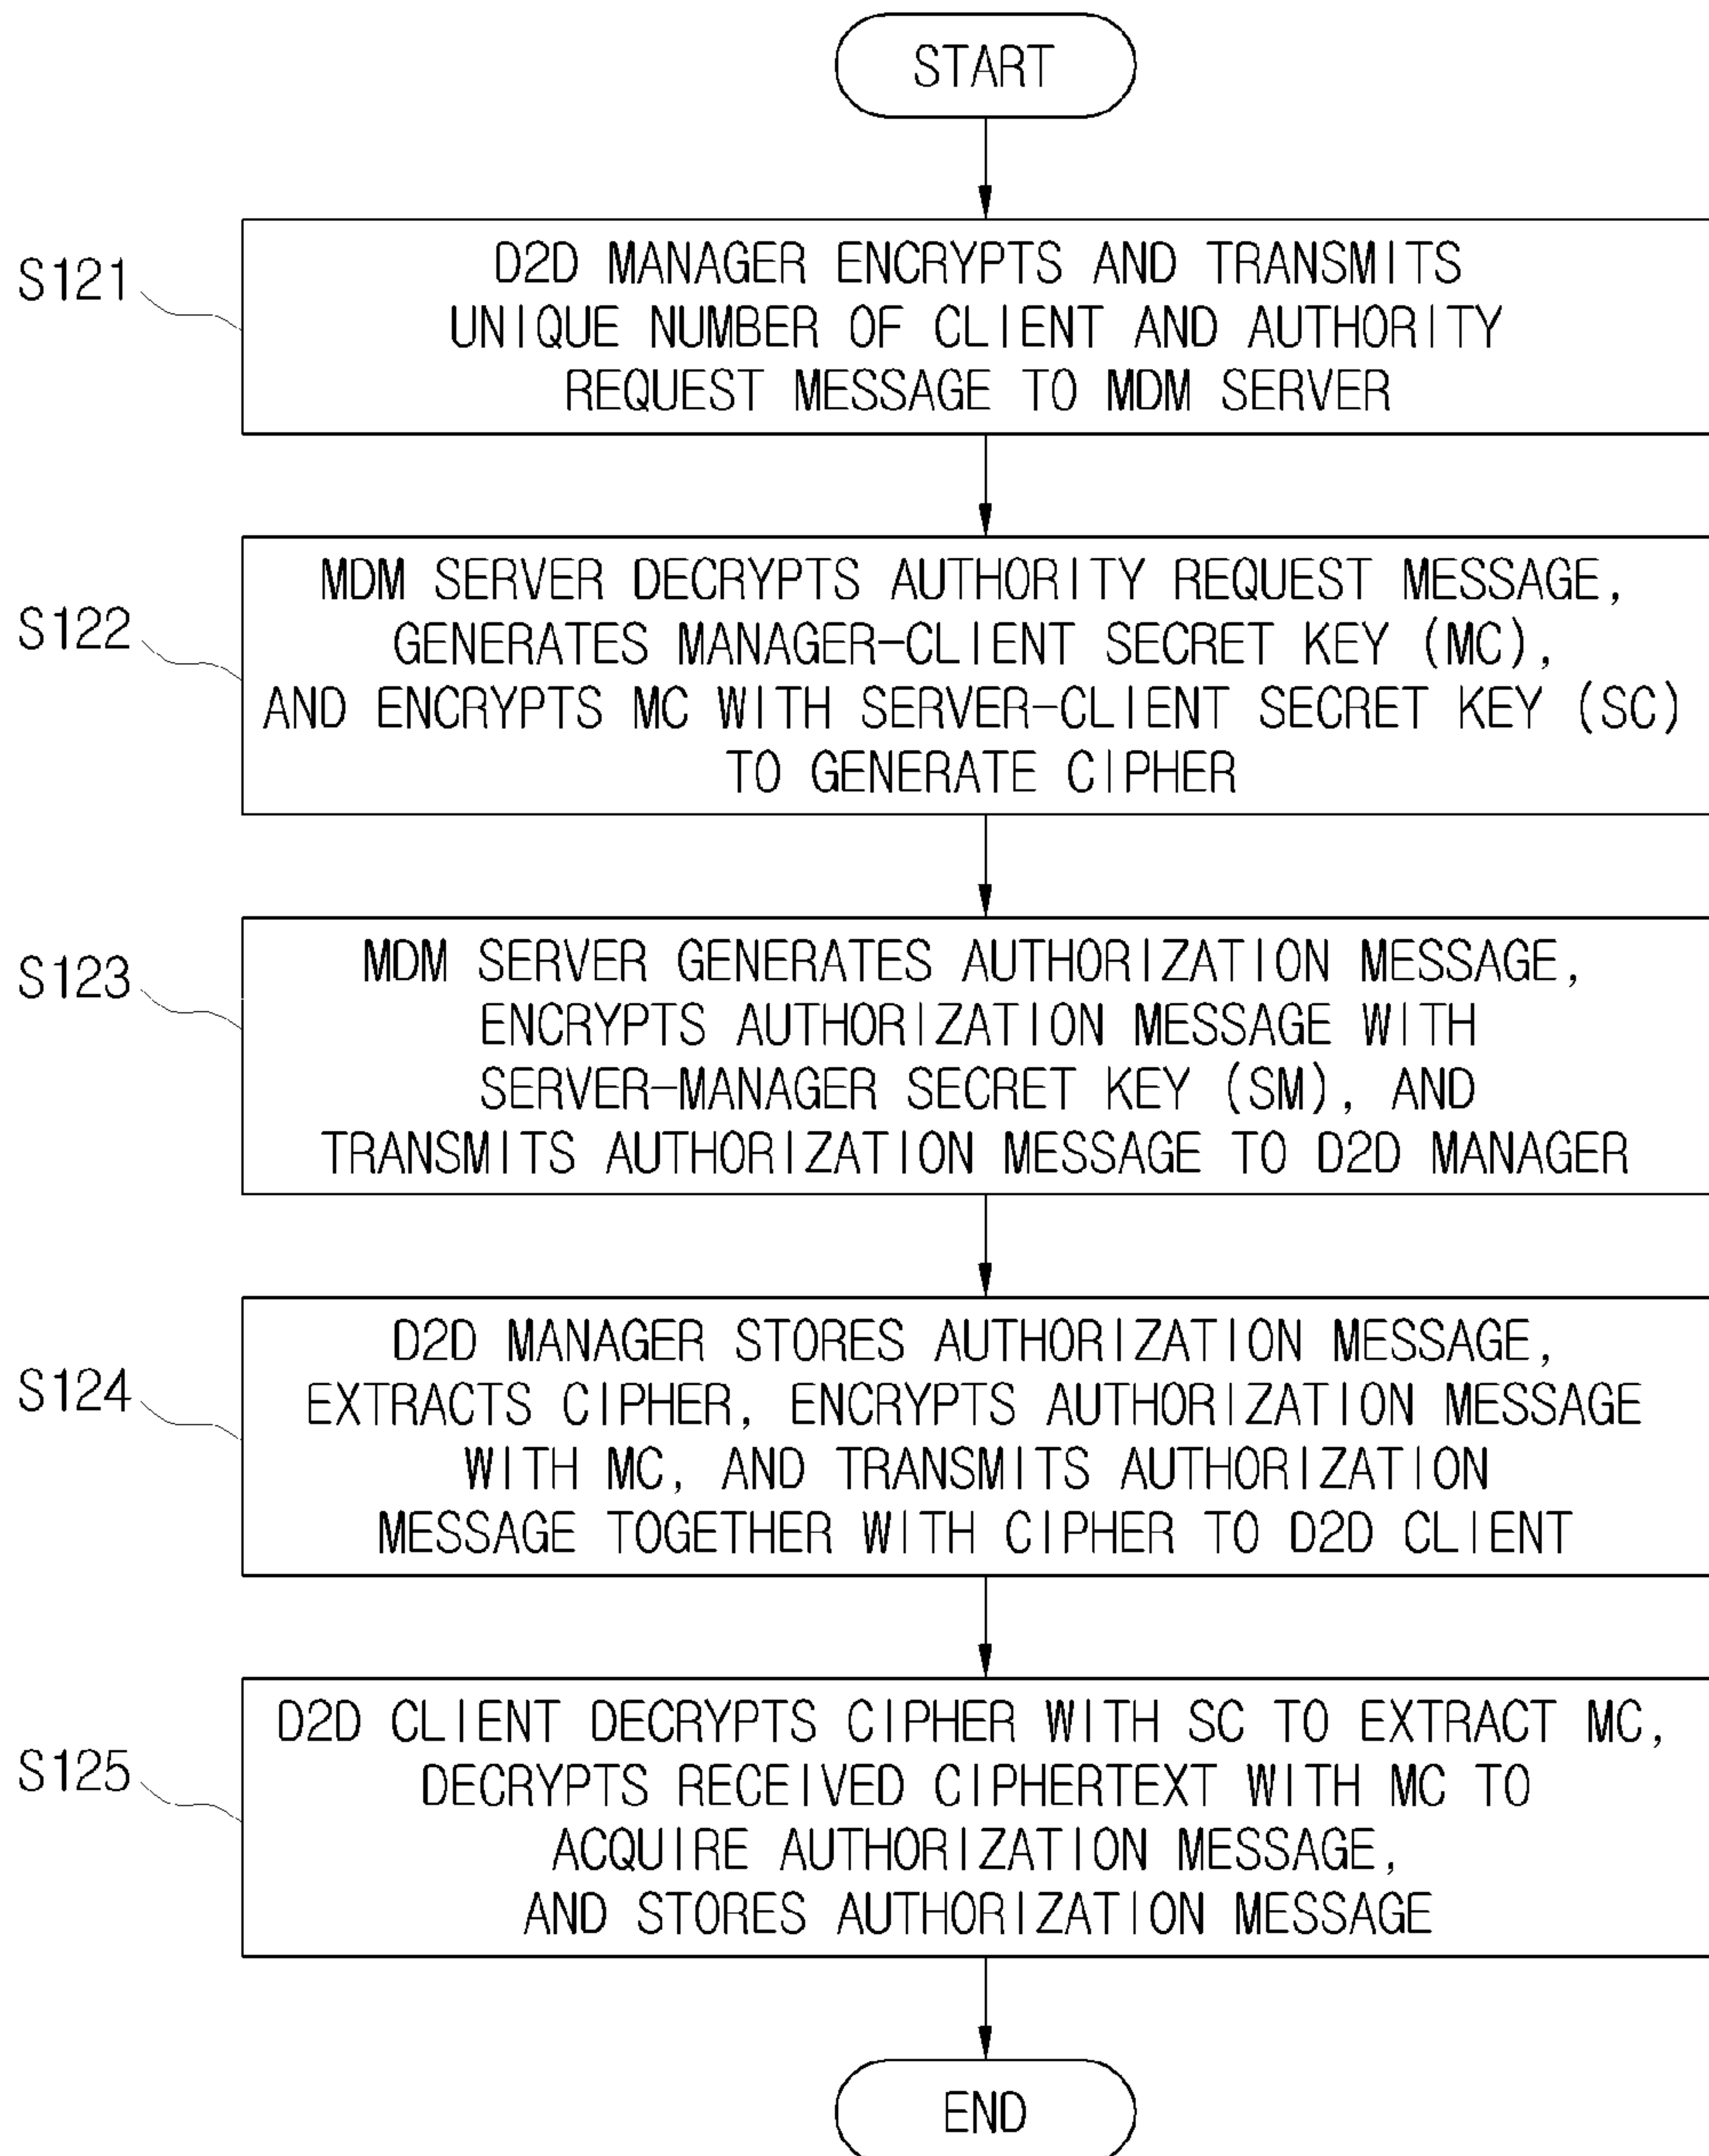 START
S121
D2D MANAGER ENCRYPTS AND TRANSMITS
UNIQUE NUMBER OF CLIENT AND AUTHORITY
REQUEST MESSAGE TO MDM SERVER
S122
MDM SERVER DECRYPTS AUTHORITY REQUEST MESSAGE,
GENERATES MANAGER-CLIENT SECRET KEY (MC),
AND ENCRYPTS MC WITH SERVER-CLIENT SECRET KEY (SC)
TO GENERATE CIPHER
S123
MDM SERVER GENERATES AUTHORIZATION MESSAGE,
ENCRYPTS AUTHORIZATION MESSAGE WITH
SERVER-MANAGER SECRET KEY (SM), AND
TRANSMITS AUTHORIZATION MESSAGE TO D2D MANAGER
S124
D2D MANAGER STORES AUTHORIZATION MESSAGE,
EXTRACTS CIPHER, ENCRYPTS AUTHORIZATION MESSAGE
WITH MC, AND TRANSMITS AUTHORIZATION
MESSAGE TOGETHER WITH CIPHER TO D2D CLIENT
S125
D2D CLIENT DECRYPTS CIPHER WITH SC TO EXTRACT MC,
DECRYPTS RECEIVED CIPHERTEXT WITH MC TO
ACQUIRE AUTHORIZATION MESSAGE,
AND STORES AUTHORIZATION MESSAGE
END